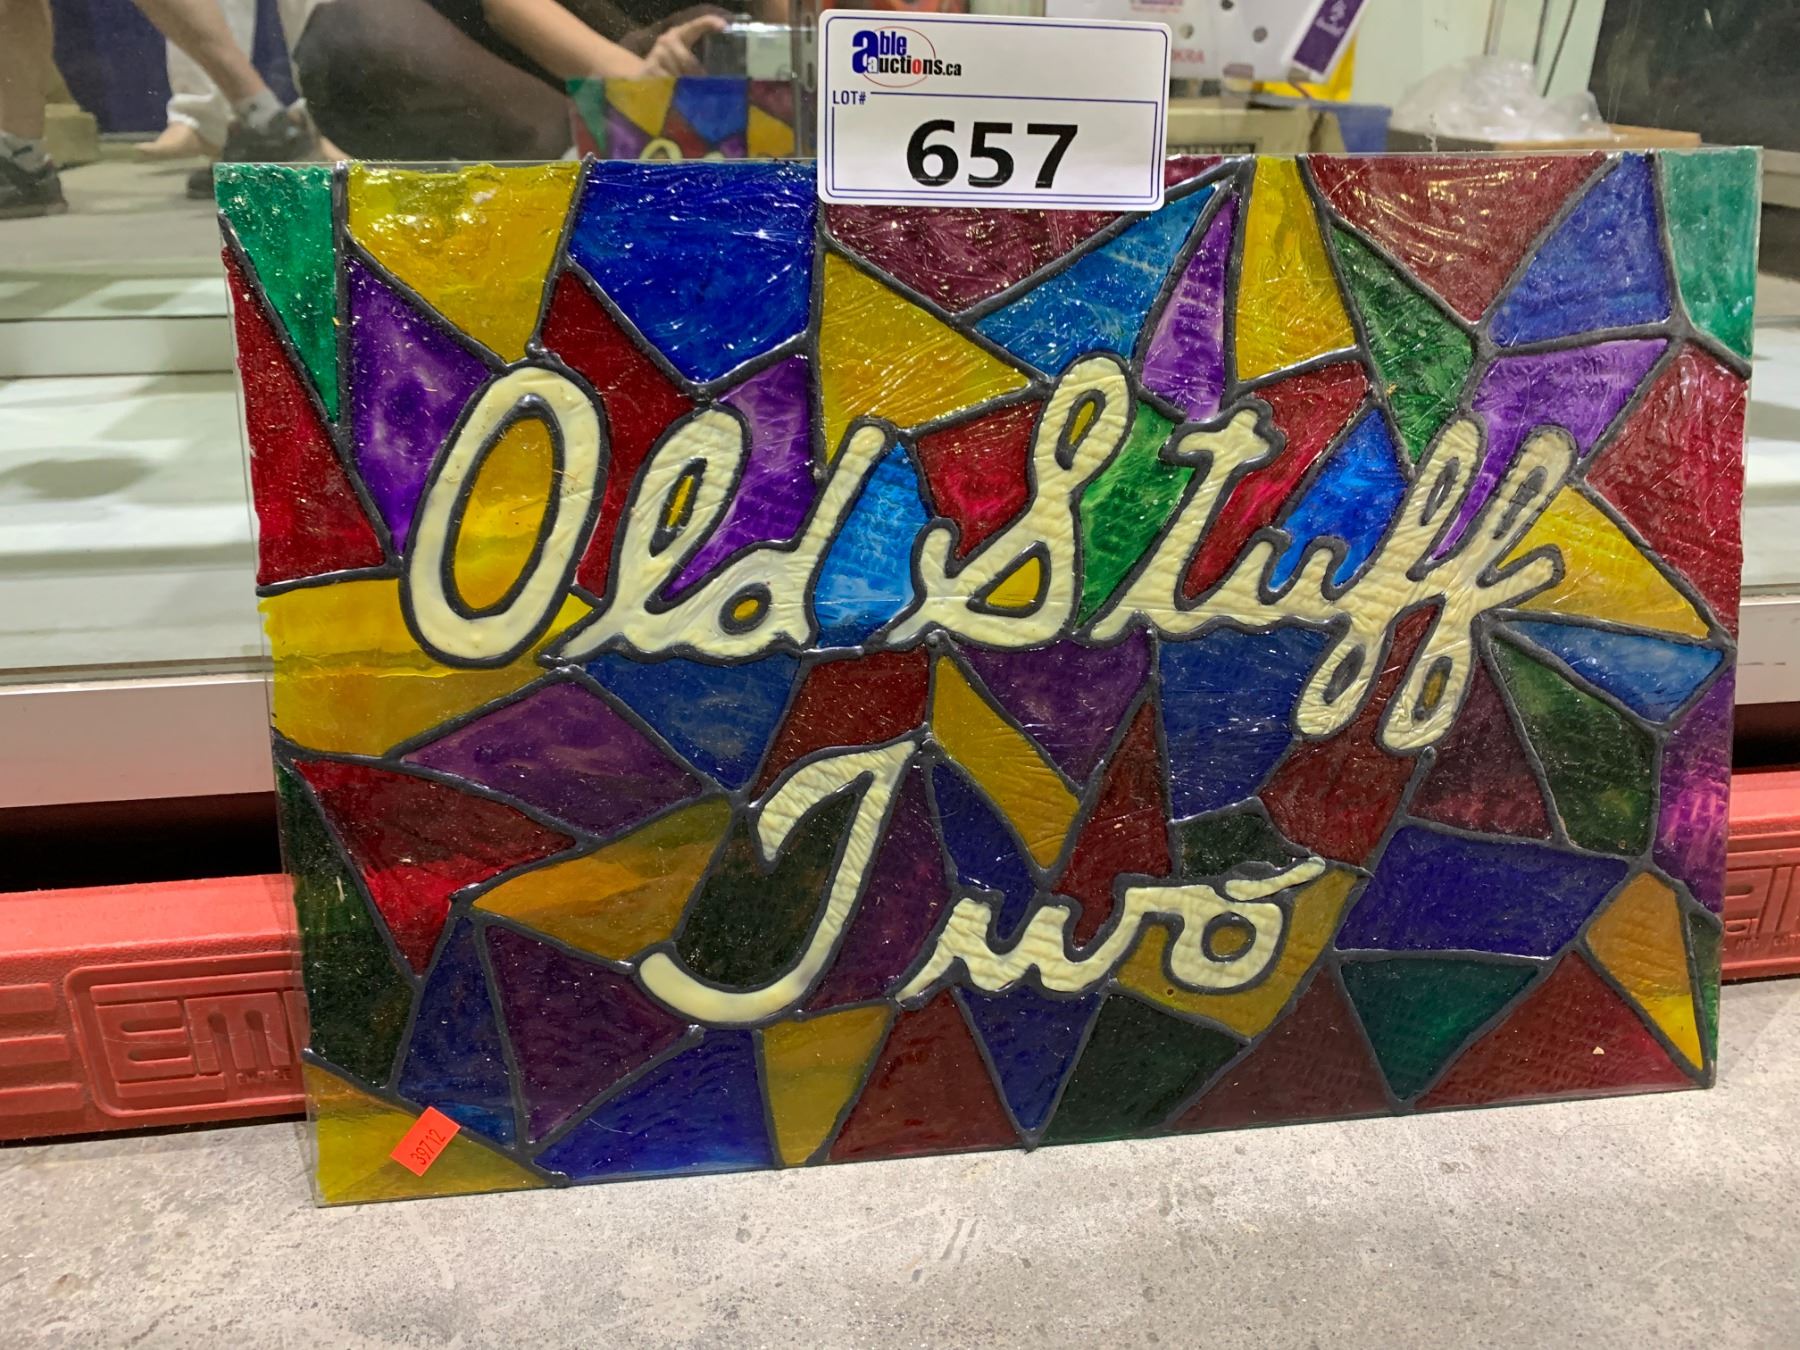 able
auctions.ca
LOT#
657
Old Stuff
Two
39712